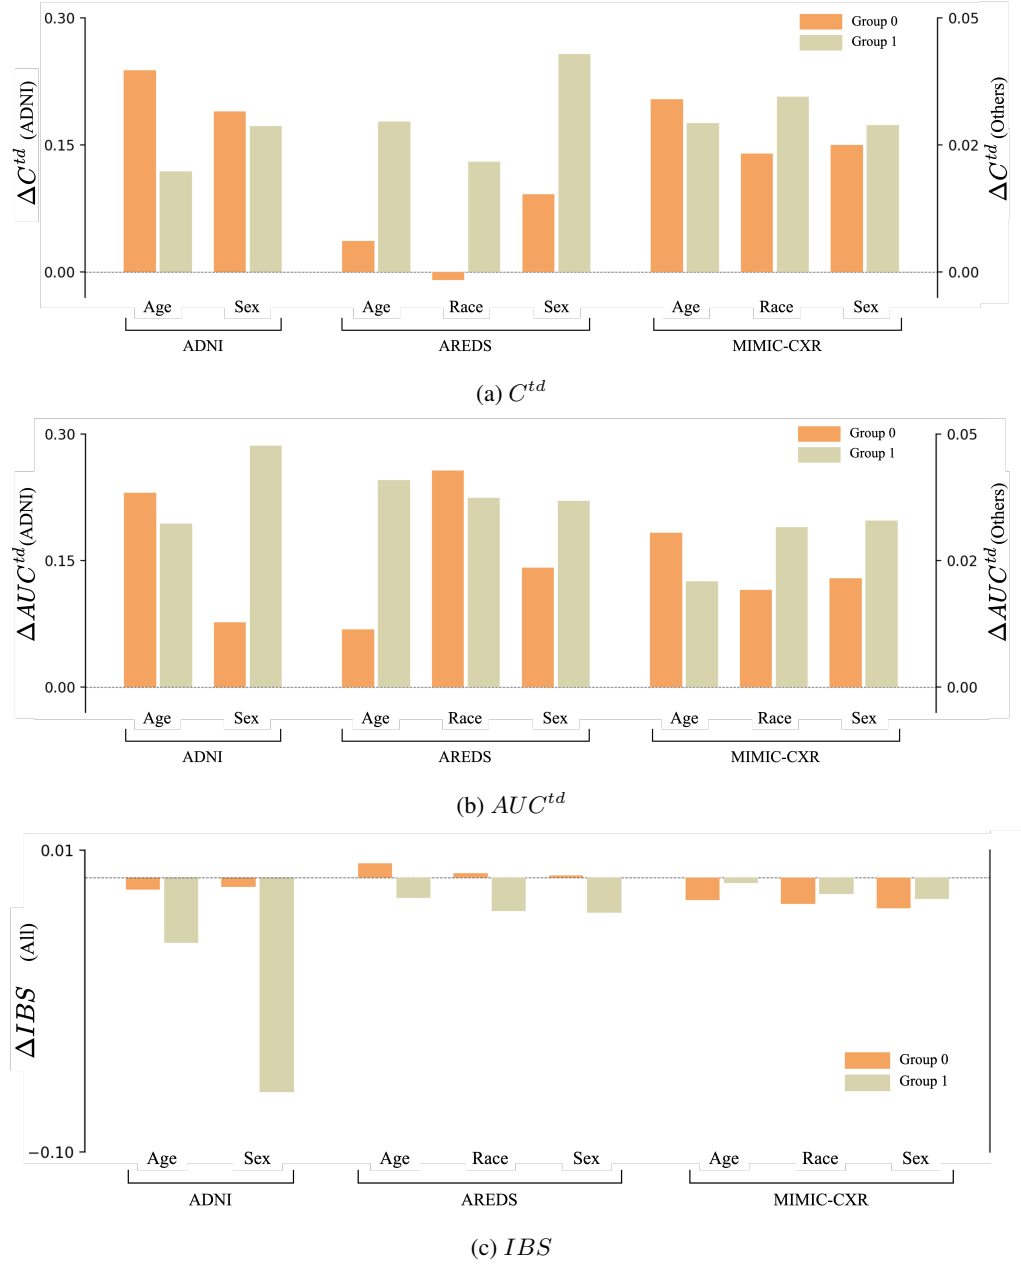 0.30
0.05
Group 0
Group 1
ΔC^{td} (ADNI)
0.15
0.02
ΔC^{td} (Others)
0.00
0.00
Age Sex Age Race Sex Age Race Sex
ADNI AREDS MIMIC-CXR
(a) C^{td}
0.30
0.05
Group 0
Group 1
ΔAUC^{td} (ADNI)
0.15
0.02
ΔAUC^{td} (Others)
0.00
0.00
Age Sex Age Race Sex Age Race Sex
ADNI AREDS MIMIC-CXR
(b) AUC^{td}
0.01
ΔIBS (All)
Group 0
Group 1
−0.10
Age Sex Age Race Sex Age Race Sex
ADNI AREDS MIMIC-CXR
(c) IBS